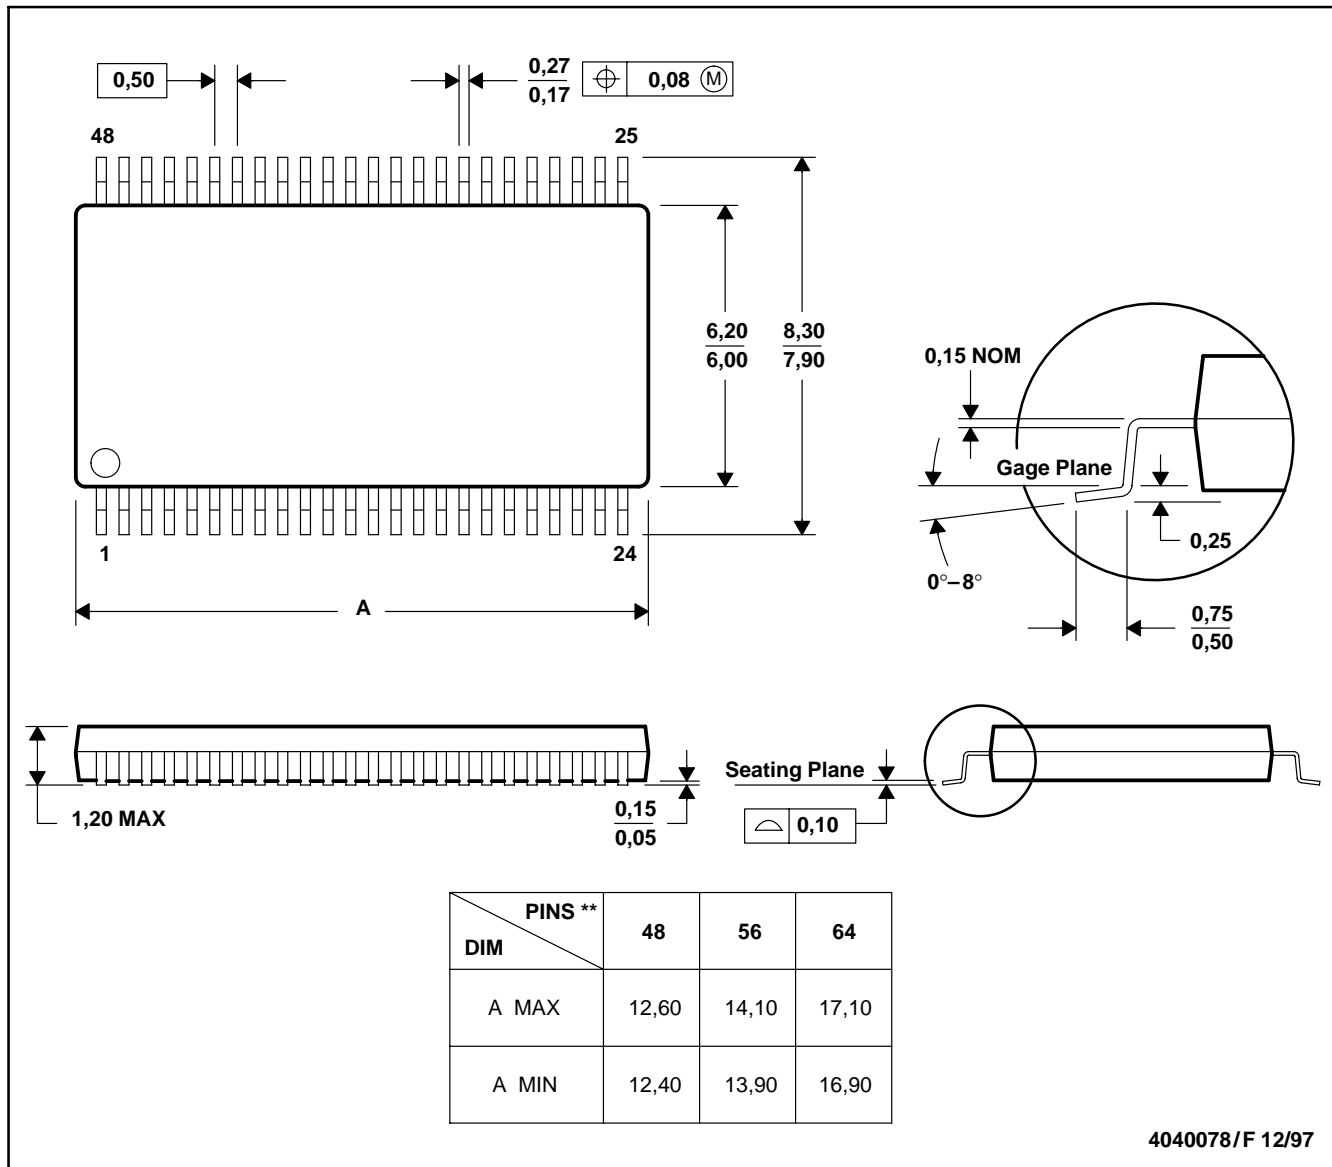 0,50
0,27
0,17
0,08 M
48
25
6,20
6,00
8,30
7,90
1
24
A
0,15 NOM
Gage Plane
0,25
0°–8°
0,75
0,50
1,20 MAX
0,15
0,05
Seating Plane
0,10
PINS **
DIM
48 56 64
A MAX 12,60 14,10 17,10
A MIN 12,40 13,90 16,90
4040078/F 12/97